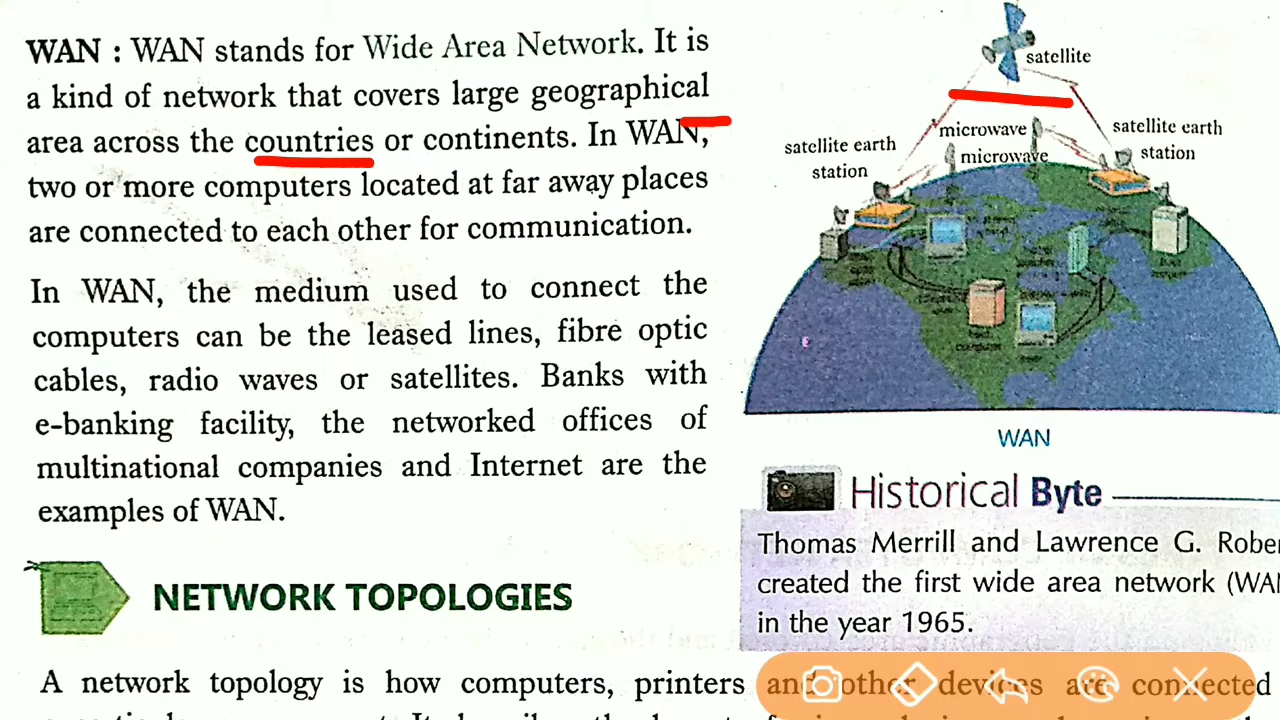 WAN : WAN stands for Wide Area Network. It is
a kind of network that covers large geographical
area across the countries or continents. In WAN,
two or more computers located at far away places
are connected to each other for communication.
In WAN, the medium used to connect the
computers can be the leased lines, fibre optic
cables, radio waves or satellites. Banks with
e-banking facility, the networked offices of
multinational companies and Internet are the
examples of WAN.
NETWORK TOPOLOGIES
satellite
microwave
microwave
satellite earth
station
satellite earth
station
WAN
Historical Byte
Thomas Merrill and Lawrence G.
created the first wide area network
in the year 1965.
A network topology is how computers, printers and other devices are connected